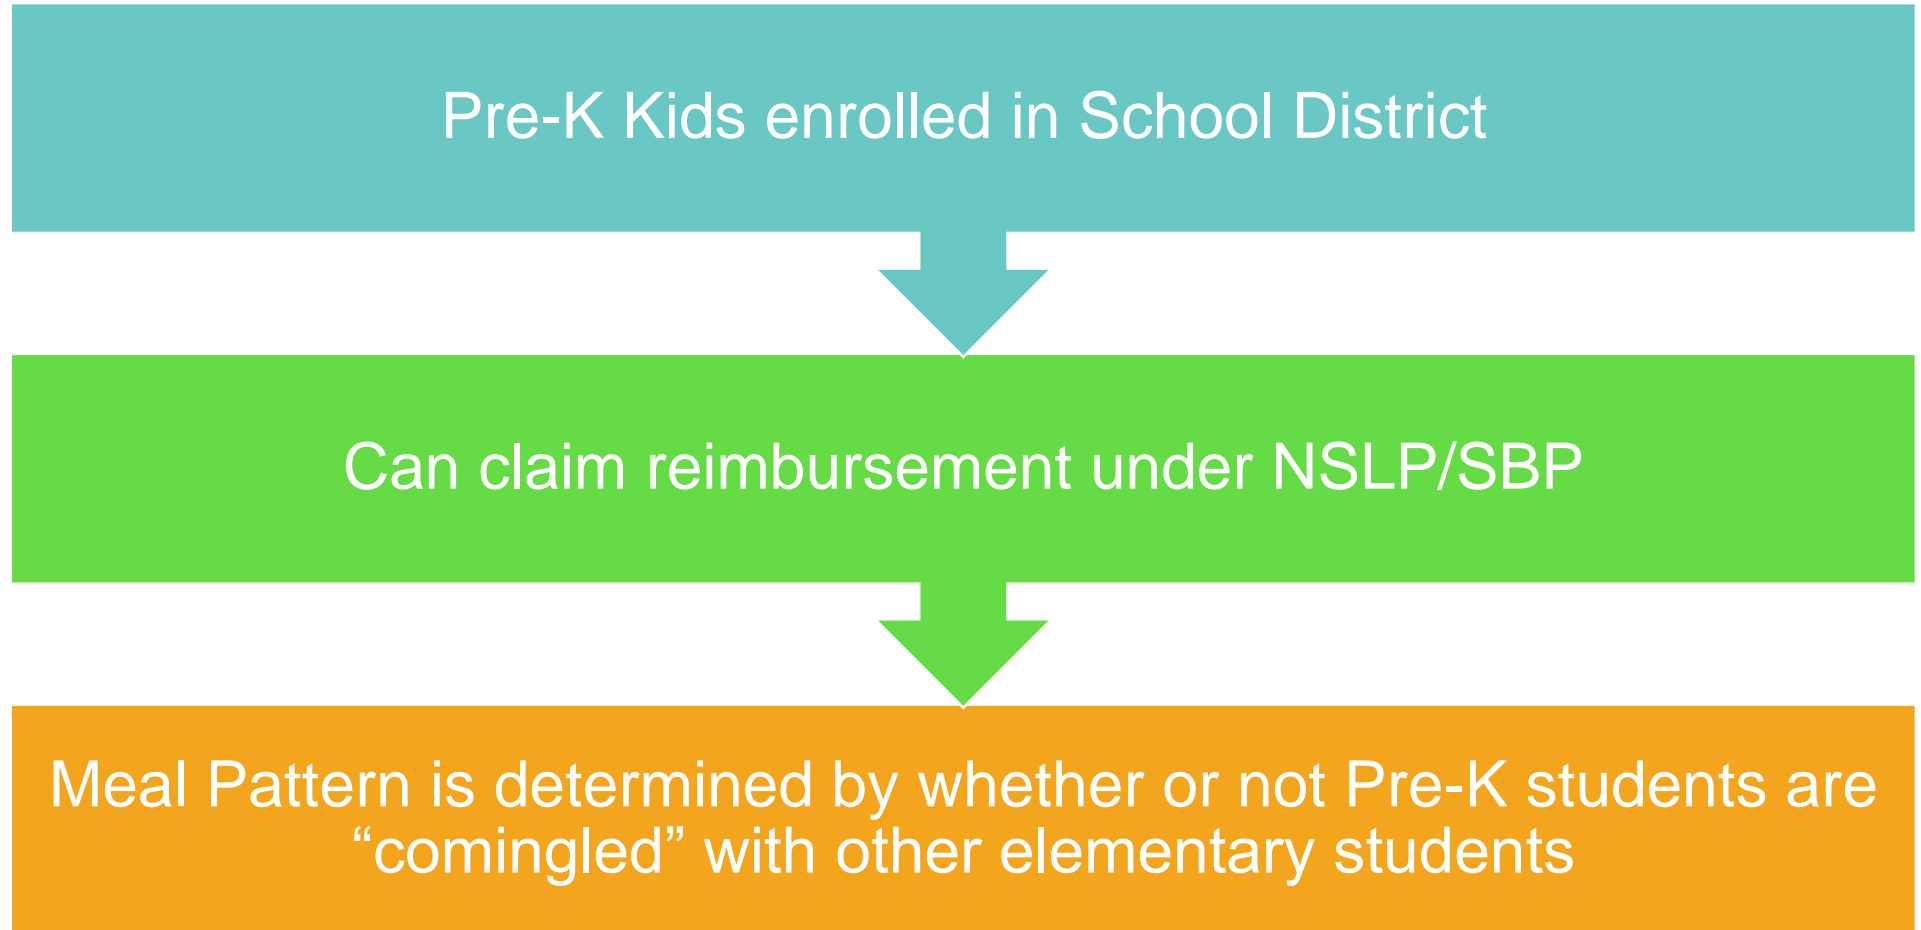 Pre-K Kids enrolled in School District
Can claim reimbursement under NSLP/SBP
Meal Pattern is determined by whether or not Pre-K students are
“comingled” with other elementary students